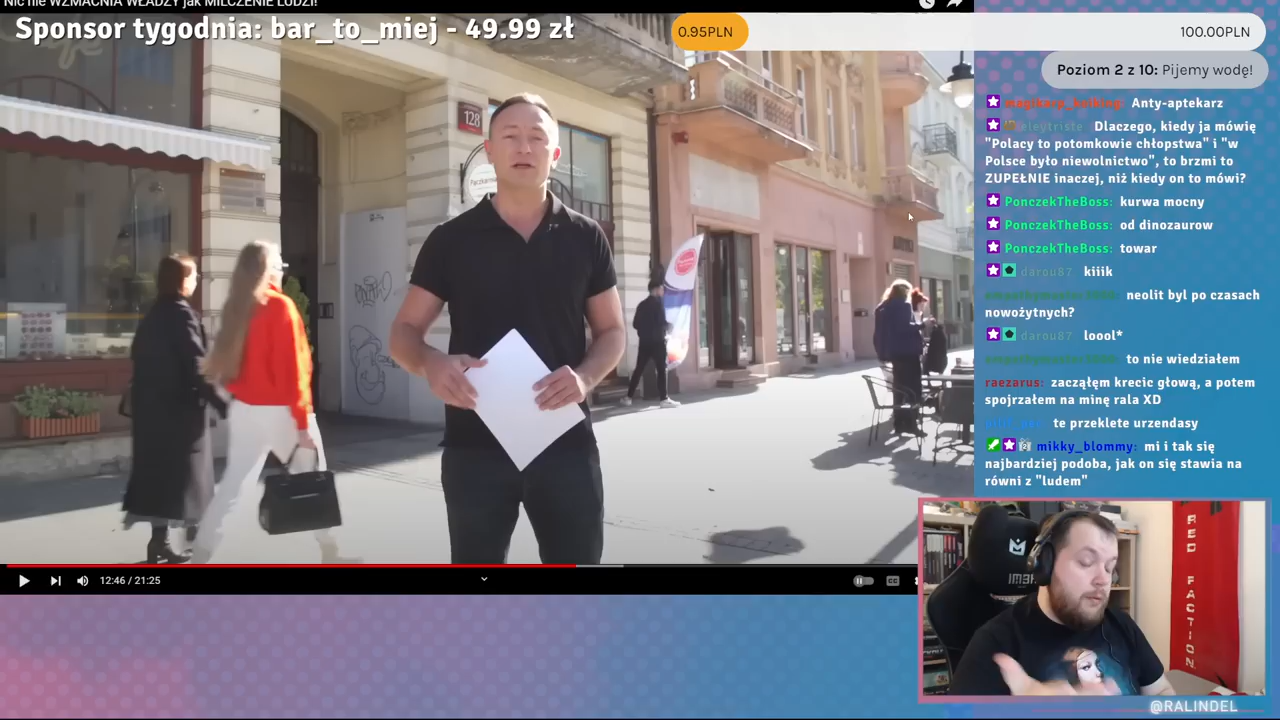 Nic nie WZMACNIA WŁADZY jak MILCZENIE LUDZI!
Sponsor tygodnia: bar_to_miej - 49.99 zł
0.95PLN
100.00PLN
Poziom 2 z 10: Pijemy wodę!
128
Anty-aptekarz
eleytriste Dlaczego, kiedy ja mówię
"Polacy to potomkowie chłopstwa" i "w
Polsce było niewolnictwo", to brzmi to
ZUPEŁNIE inaczej, niż kiedy on to mówi?
PonczekTheBoss: kurwa mocny
PonczekTheBoss: od dinozaurow
PonczekTheBoss: towar
darou87 kiiik
neolit byl po czasach
nowożytnych?
darou87 loool*
to nie wiedziałem
raezarus: zacząłęm krecic głową, a potem
spojrzałem na minę rala XD
te przeklete urzendasy
mikky_blommy: mi i tak się
najbardziej podoba, jak on się stawia na
równi z "ludem"
12:46 / 21:25
CC
RED FACTION
@RALINDEL